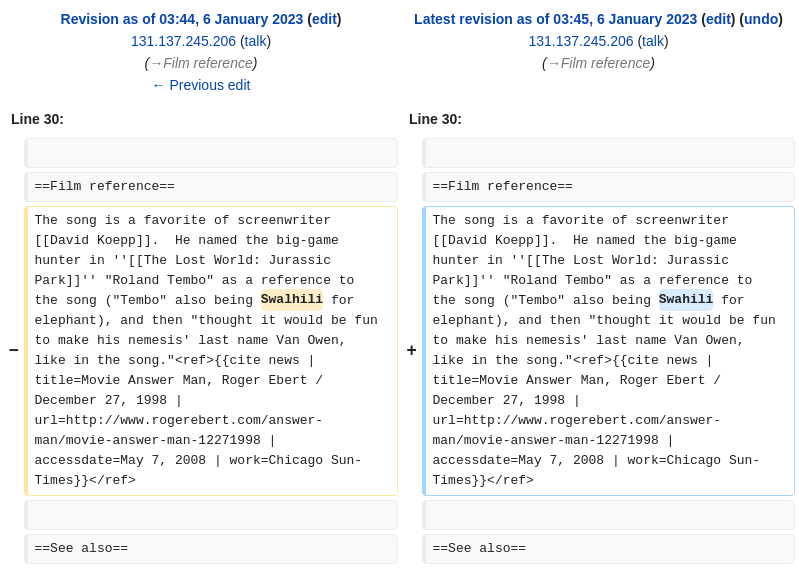 Revision as of 03:44, 6 January 2023 (edit)
131.137.245.206 (talk)
(→Film reference)
← Previous edit
Latest revision as of 03:45, 6 January 2023 (edit) (undo)
131.137.245.206 (talk)
(→Film reference)
Line 30:
Line 30:
==Film reference==
==Film reference==
−
The song is a favorite of screenwriter
[[David Koepp]].  He named the big-game
hunter in ''[[The Lost World: Jurassic
Park]]'' "Roland Tembo" as a reference to
the song ("Tembo" also being Swalhili for
elephant), and then "thought it would be fun
to make his nemesis' last name Van Owen,
like in the song."<ref>{{cite news |
title=Movie Answer Man, Roger Ebert /
December 27, 1998 |
url=http://www.rogerebert.com/answer-
man/movie-answer-man-12271998 |
accessdate=May 7, 2008 | work=Chicago Sun-
Times}}</ref>
+
The song is a favorite of screenwriter
[[David Koepp]].  He named the big-game
hunter in ''[[The Lost World: Jurassic
Park]]'' "Roland Tembo" as a reference to
the song ("Tembo" also being Swahili for
elephant), and then "thought it would be fun
to make his nemesis' last name Van Owen,
like in the song."<ref>{{cite news |
title=Movie Answer Man, Roger Ebert /
December 27, 1998 |
url=http://www.rogerebert.com/answer-
man/movie-answer-man-12271998 |
accessdate=May 7, 2008 | work=Chicago Sun-
Times}}</ref>
==See also==
==See also==